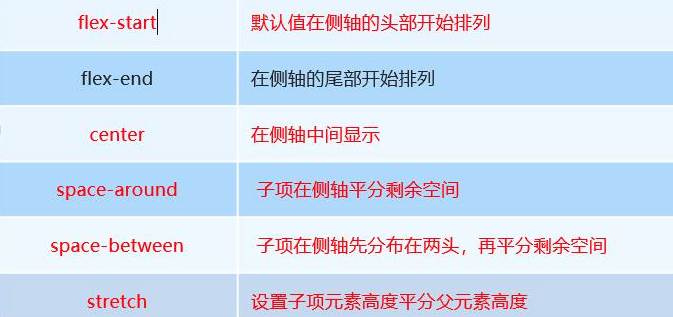 flex-start 默认值在侧轴的头部开始排列
flex-end 在侧轴的尾部开始排列
center 在侧轴中间显示
space-around 子项在侧轴平分剩余空间
space-between 子项在侧轴先分布在两头，再平分剩余空间
stretch 设置子项元素高度平分父元素高度